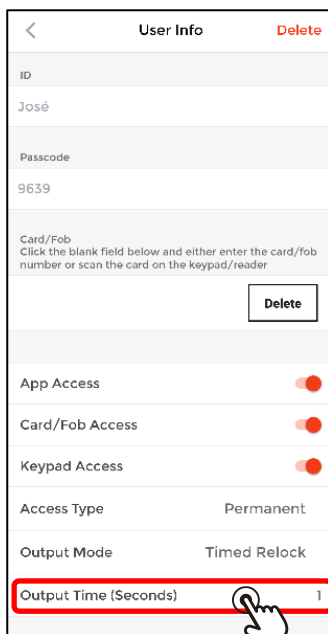 User Info Delete
ID
José
Passcode
9639
Card/Fob
Click the blank field below and either enter the card/fob
number or scan the card on the keypad/reader
Delete
App Access
Card/Fob Access
Keypad Access
Access Type Permanent
Output Mode Timed Relock
Output Time (Seconds) 1